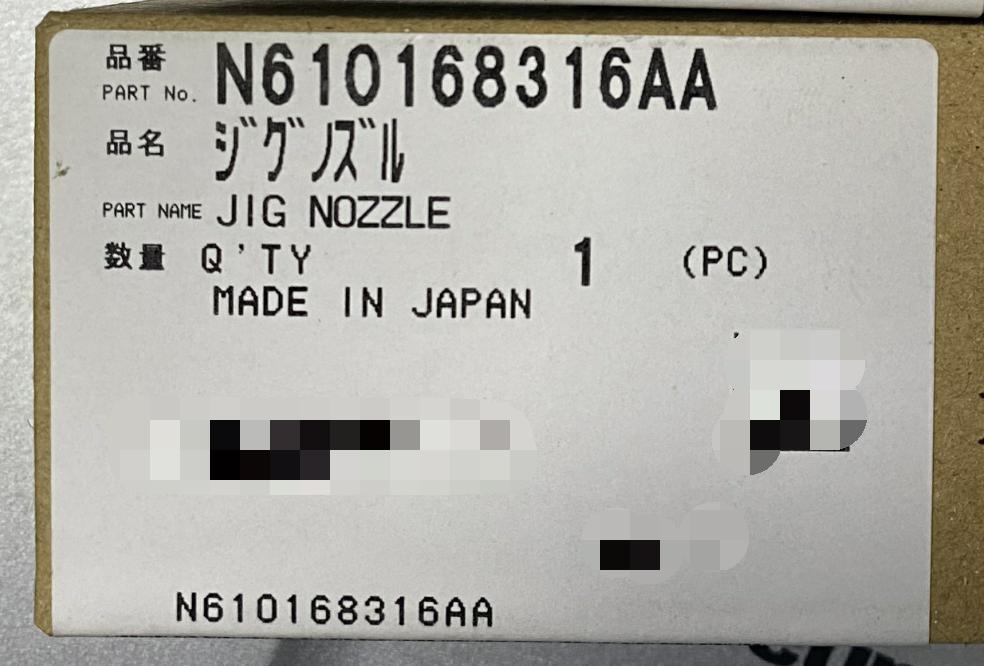 品番
PART No. N610168316AA
品名 ジグノズル
PART NAME JIG NOZZLE
数量 Q'TY 1 (PC)
MADE IN JAPAN
N610168316AA